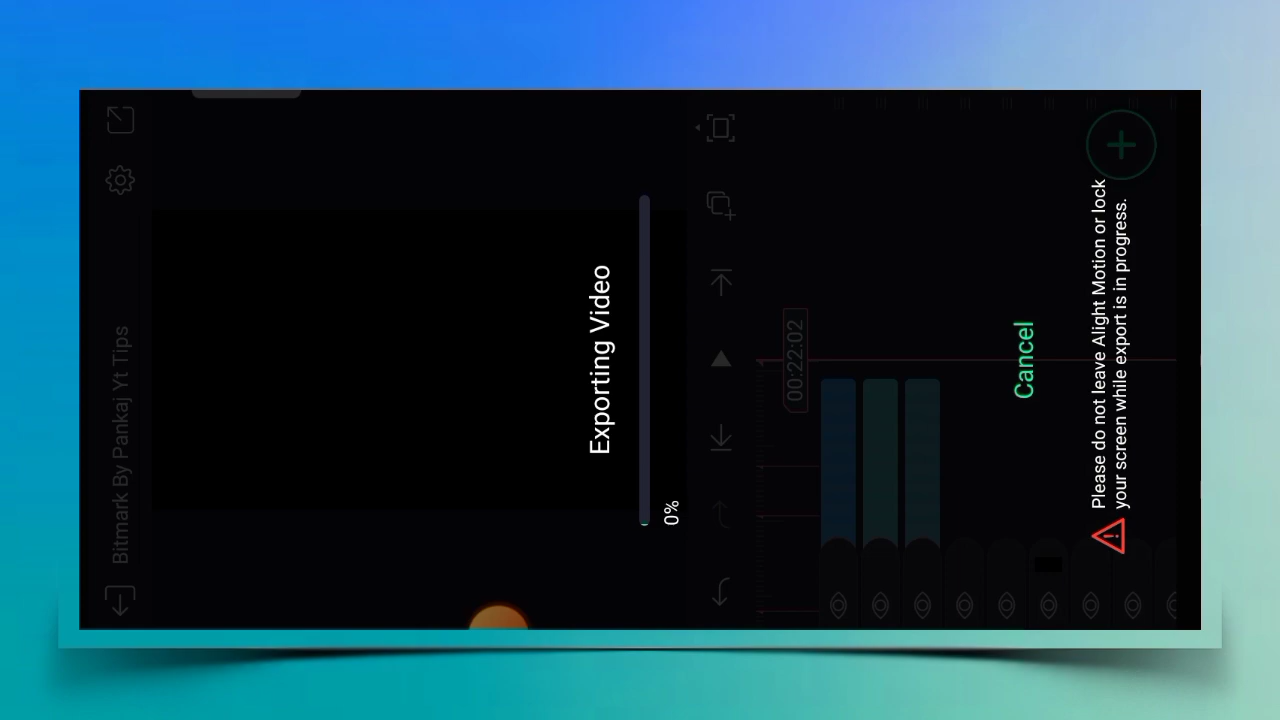 Bitmark By Pankaj Yt Tips
Exporting Video
0%
00:22:02
Cancel
Please do not leave Alight Motion or lock
your screen while export is in progress.